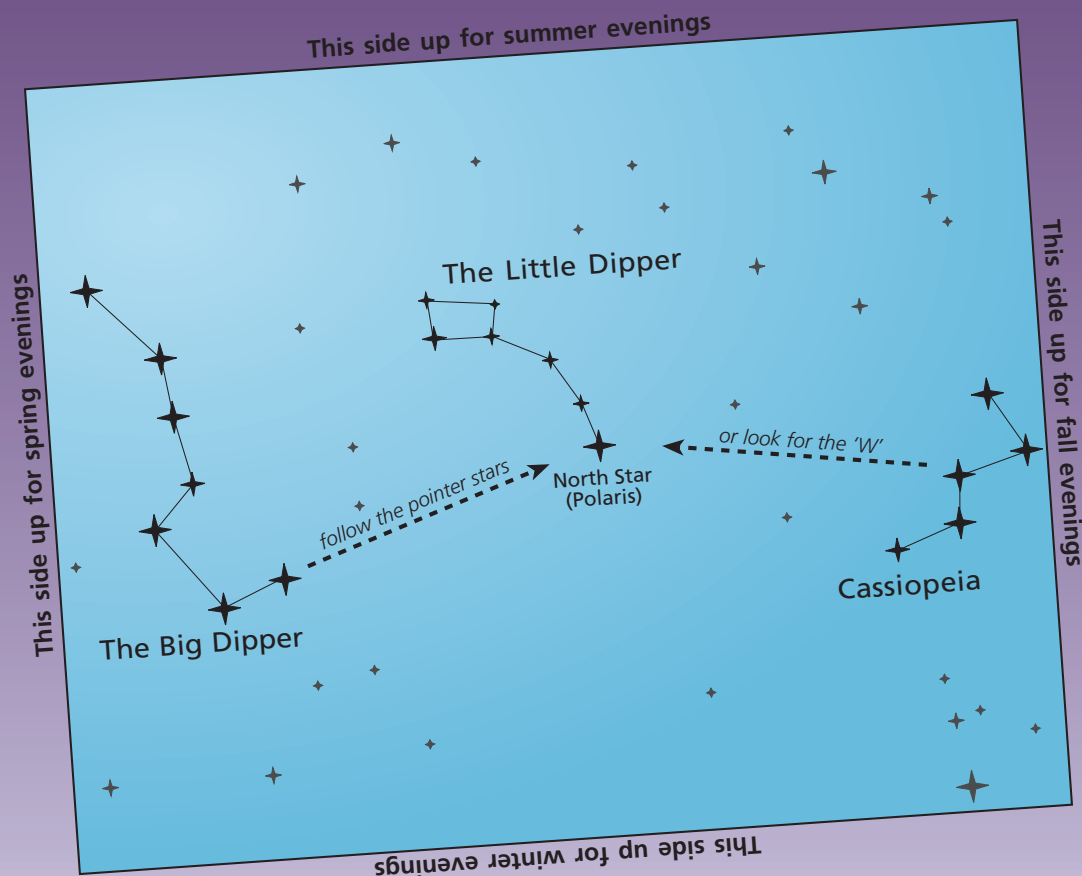 This side up for summer evenings
This side up for spring evenings
This side up for fall evenings
The Little Dipper
or look for the ‘W’
follow the pointer stars
North Star
(Polaris)
Cassiopeia
The Big Dipper
This side up for winter evenings